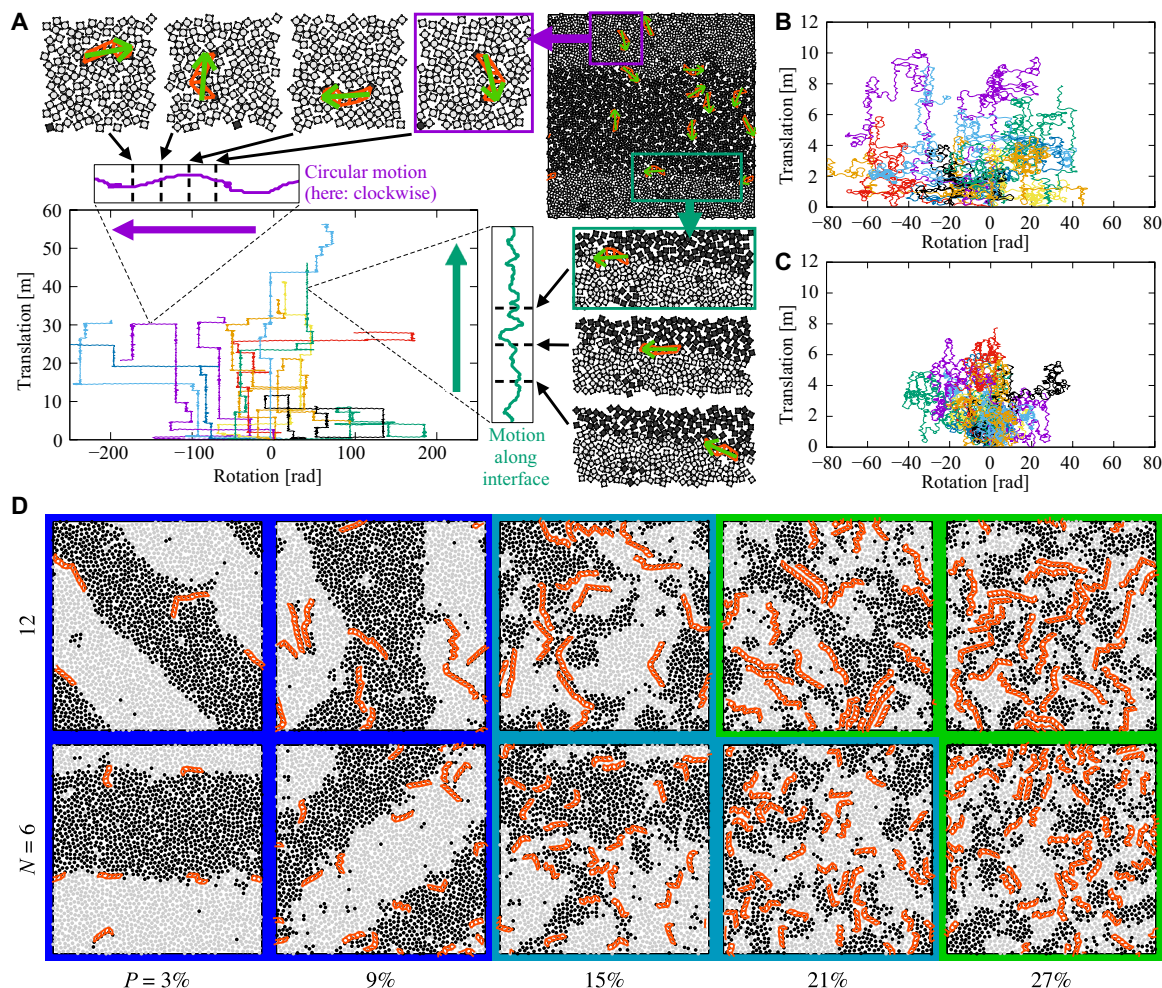 A
Circular motion
(here: clockwise)
Translation [m]
60
50
40
30
20
10
0
−200
−100
0
100
200
Rotation [rad]
Motion
along
interface
B
Translation [m]
12
10
8
6
4
2
0
−80
−60
−40
−20
0
20
40
60
80
Rotation [rad]
C
Translation [m]
12
10
8
6
4
2
0
−80
−60
−40
−20
0
20
40
60
80
Rotation [rad]
D
12
N = 6
P = 3%
9%
15%
21%
27%